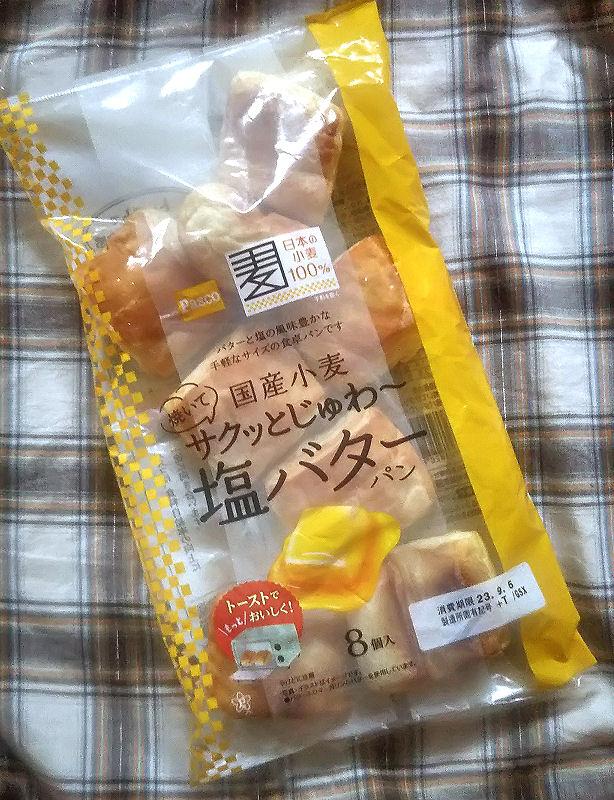 麦
日本の
小麦
100%
Pasco
バターと塩の風味豊かな
手軽なサイズの食卓パンです
国産小麦
焼いて
サクッとじゅわ〜
塩バター
パン
トーストで
もっと
おいしく!
8個入
消費期限 23.9.6
製造所固有記号 +T /QSX